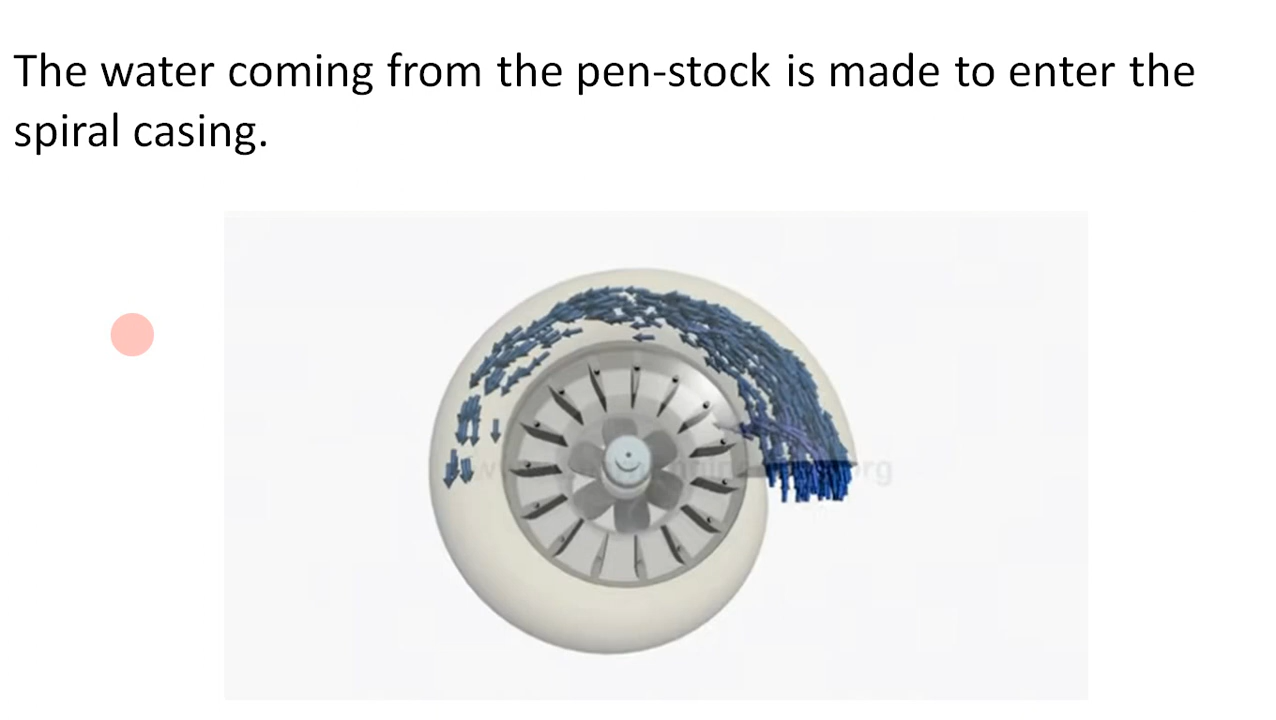 The water coming from the pen-stock is made to enter the
spiral casing.